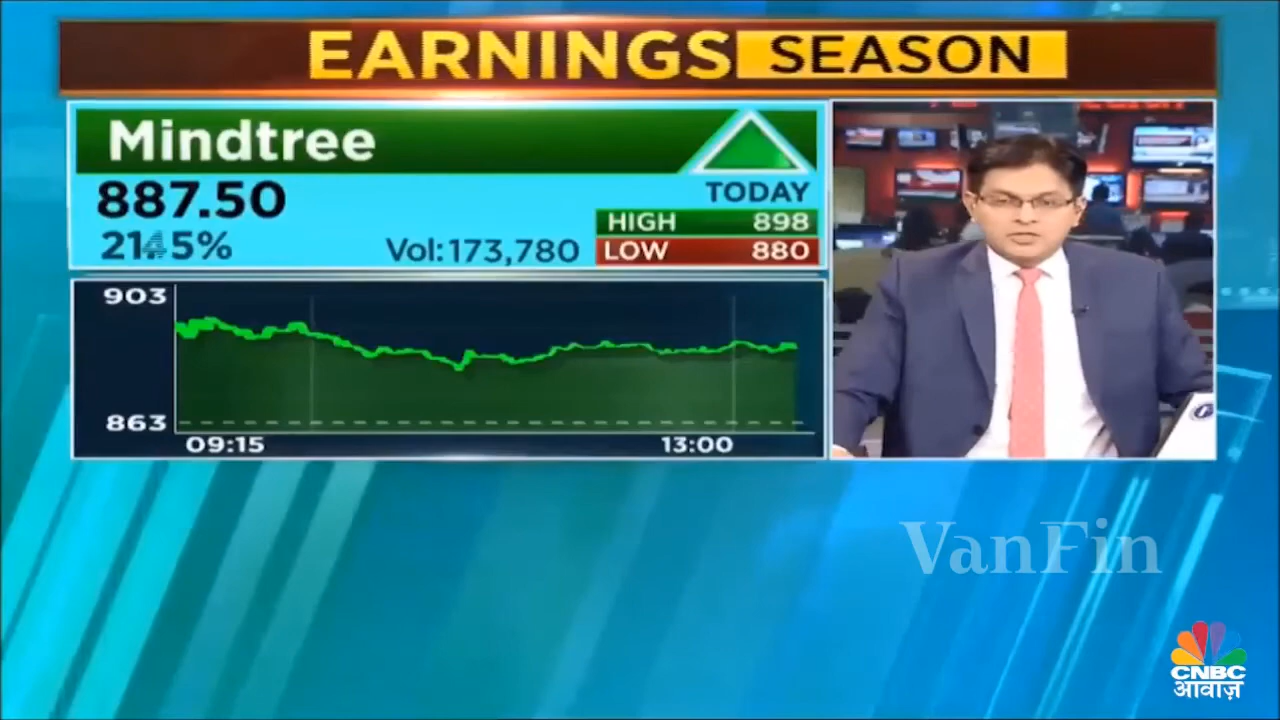 EARNINGS SEASON
Mindtree
887.50
TODAY
HIGH 898
Vol:173,780
LOW 880
903
863
09:15
13:00
VanFin
CNBC
आवाज़